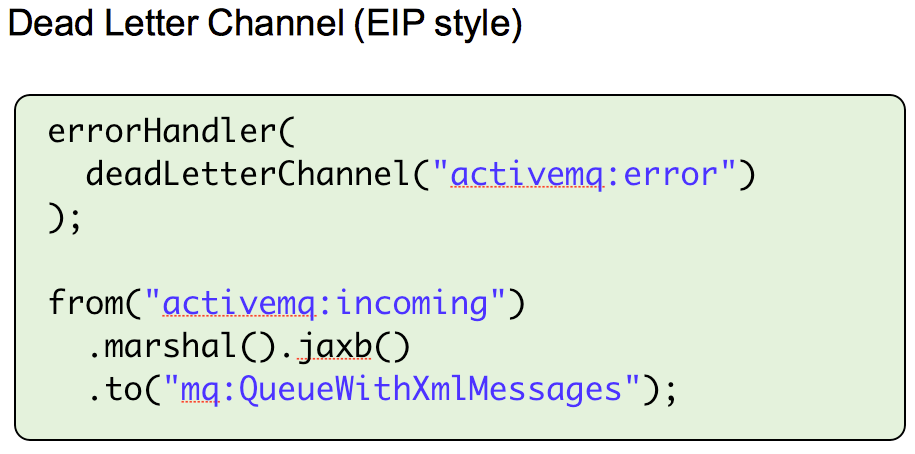 Dead Letter Channel (EIP style)
errorHandler(
  deadLetterChannel("activemq:error")
);
from("activemq:incoming")
  .marshal().jaxb()
  .to("mq:QueueWithXmlMessages");